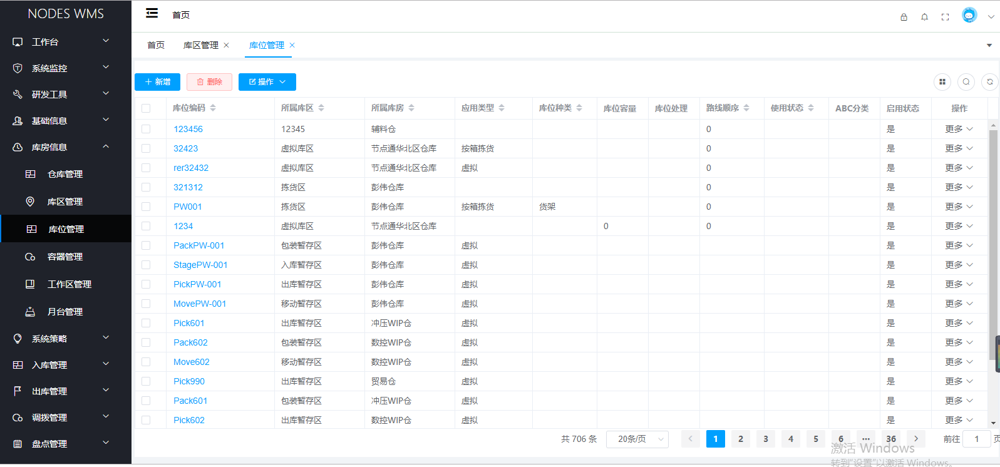 NODES WMS
首页
工作台
系统监控
研发工具
基础信息
库房信息
仓库管理
库区管理
库位管理
容器管理
工作区管理
月台管理
系统策略
入库管理
出库管理
调拨管理
盘点管理
首页 库区管理 × 库位管理 ×
+ 新增 删除 操作
库位编码 所属库区 所属库房 应用类型 库位种类 库位容量 库位处理 路线顺序 使用状态 ABC分类 启用状态 操作
123456 12345 辅料仓 0 是 更多
32423 虚拟库区 节点通华北区仓库 按箱拣货 0 是 更多
rer32432 虚拟库区 节点通华北区仓库 虚拟 0 是 更多
321312 拣货区 彭伟仓库 0 是 更多
PW001 拣货区 彭伟仓库 按箱拣货 货架 0 是 更多
1234 虚拟库区 节点通华北区仓库 0 0 是 更多
PackPW-001 包装暂存区 彭伟仓库 虚拟 是 更多
StagePW-001 入库暂存区 彭伟仓库 虚拟 是 更多
PickPW-001 出库暂存区 彭伟仓库 虚拟 是 更多
MovePW-001 移动暂存区 彭伟仓库 虚拟 是 更多
Pick601 出库暂存区 冲压WIP仓 虚拟 是 更多
Pack602 包装暂存区 数控WIP仓 虚拟 是 更多
Move602 移动暂存区 数控WIP仓 虚拟 是 更多
Pick990 出库暂存区 贸易仓 虚拟 是 更多
Pack601 包装暂存区 冲压WIP仓 虚拟 是 更多
Pick602 出库暂存区 数控WIP仓 虚拟 是 更多
共 706 条 20条/页 < 1 2 3 4 5 6 ··· 36 > 前往 1 页
激活 Windows
转到"设置"以激活 Windows。